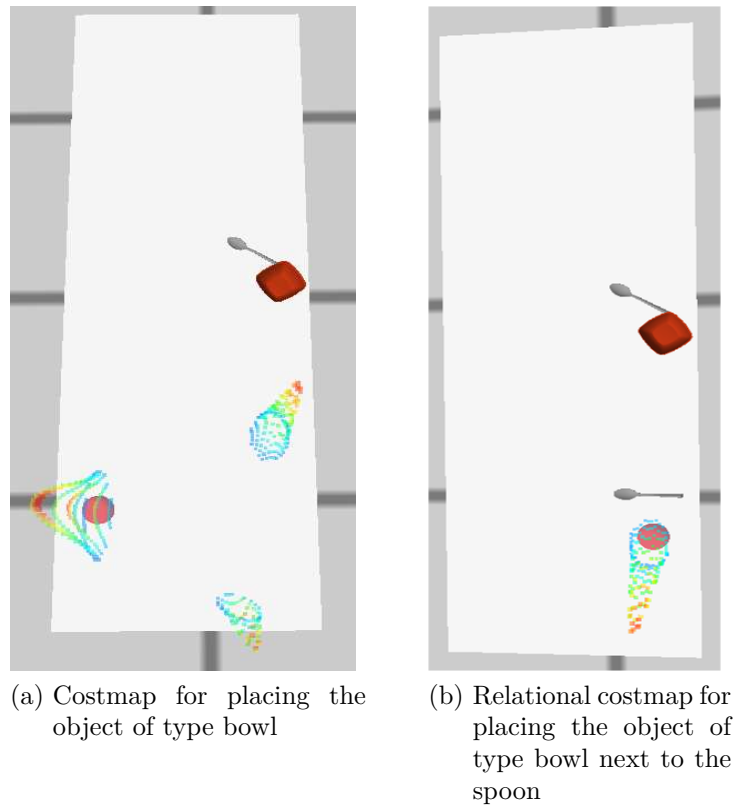 (a) Costmap for placing the
object of type bowl
(b) Relational costmap for
placing the object of
type bowl next to the
spoon